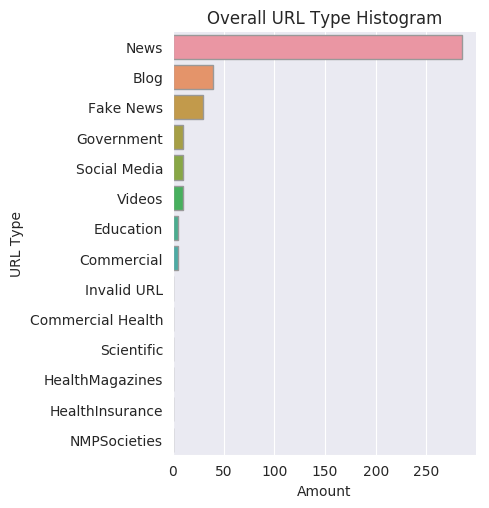 Overall URL Type Histogram
News
Blog
Fake News
Government
Social Media
Videos
Education
Commercial
Invalid URL
Commercial Health
Scientific
HealthMagazines
HealthInsurance
NMPSocieties
URL Type
0 50 100 150 200 250
Amount